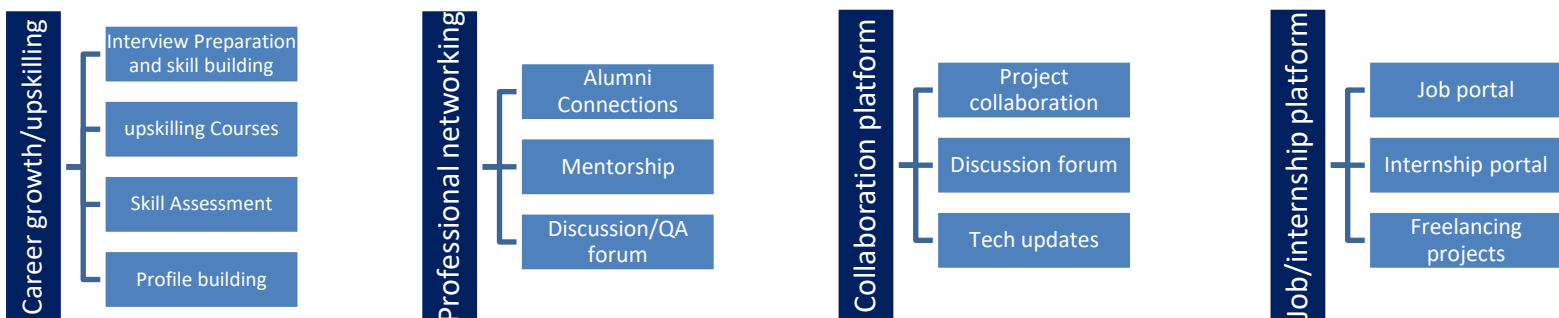 Career growth/upskilling
Interview Preparation
and skill building
upskilling Courses
Skill Assessment
Profile building
Professional networking
Alumni
Connections
Mentorship
Discussion/QA
forum
Collaboration platform
Project
collaboration
Discussion forum
Tech updates
Job/internship platform
Job portal
Internship portal
Freelancing
projects